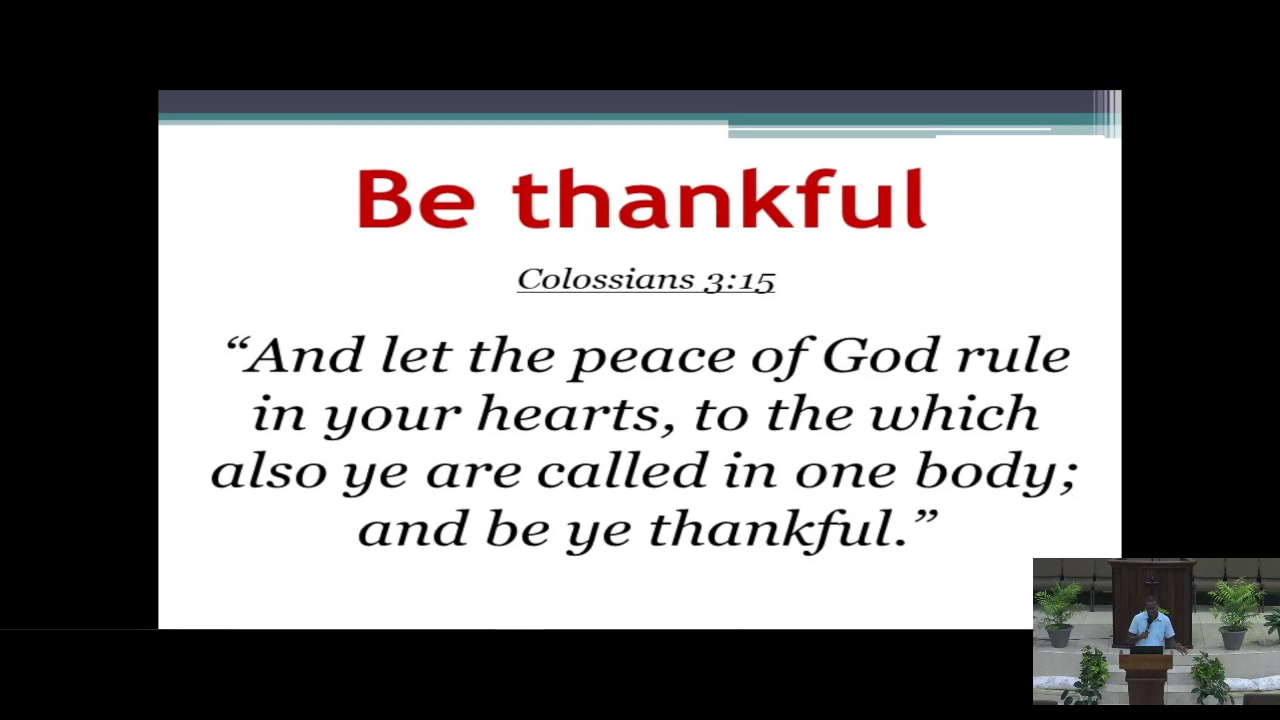 Be thankful
Colossians 3:15
“And let the peace of God rule
in your hearts, to the which
also ye are called in one body;
and be ye thankful.”